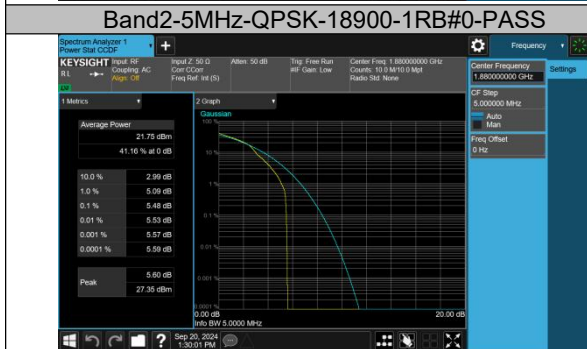 Band2-5MHz-QPSK-18900-1RB#0-PASS
Spectrum Analyzer 1
Power Stat CCDF
+
Frequency
KEYSIGHT
RL
Input: RF
Coupling: AC
Align: Off
Input Z: 50 Ω
Corr CCorr
Freq Ref: Int (S)
Atten: 50 dB
Trig: Free Run
#IF Gain: Low
Center Freq: 1.880000000 GHz
Counts: 10.0 M/10.0 Mpt
Radio Std: None
Center Frequency
1.880000000 GHz
Settings
CF Step
5.000000 MHz
Auto
Man
Freq Offset
0 Hz
1 Metrics
Average Power
21.75 dBm
41.16 % at 0 dB
10.0 % 2.99 dB
1.0 % 5.09 dB
0.1 % 5.48 dB
0.01 % 5.53 dB
0.001 % 5.57 dB
0.0001 % 5.59 dB
Peak
5.60 dB
27.35 dBm
2 Graph
Gaussian
100 %
10 %
1 %
0.1 %
0.01 %
0.001 %
0.0001 %
0.00 dB 20.00 dB
Info BW 5.0000 MHz
?
Sep 20, 2024
1:30:01 PM